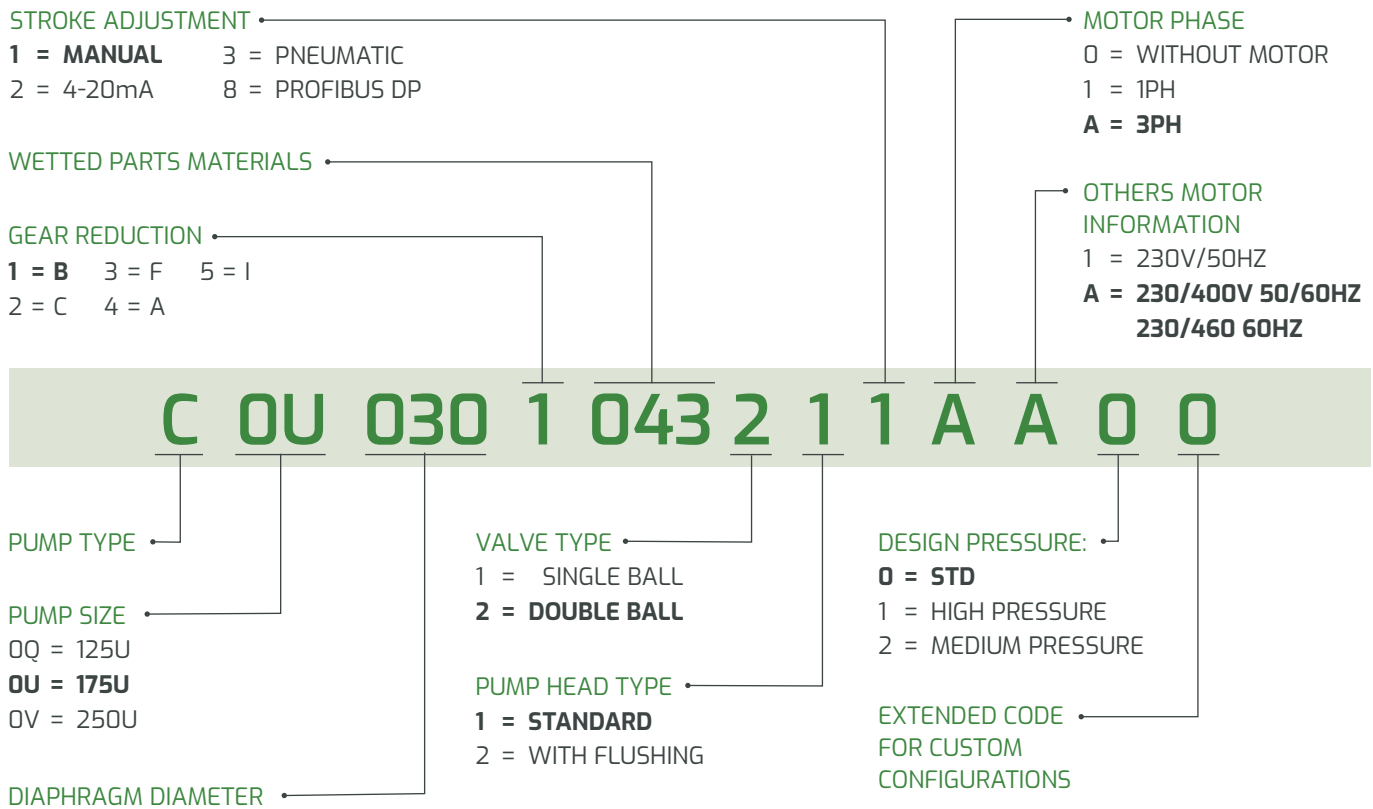 STROKE ADJUSTMENT
1 = MANUAL 3 = PNEUMATIC
2 = 4-20mA 8 = PROFIBUS DP
WETTED PARTS MATERIALS
GEAR REDUCTION
1 = B 3 = F 5 = I
2 = C 4 = A
MOTOR PHASE
0 = WITHOUT MOTOR
1 = 1PH
A = 3PH
OTHERS MOTOR
INFORMATION
1 = 230V/50HZ
A = 230/400V 50/60HZ
230/460 60HZ
C 0U 030 1 043 2 1 1 A A 0 0
PUMP TYPE
PUMP SIZE
0Q = 125U
0U = 175U
0V = 250U
DIAPHRAGM DIAMETER
VALVE TYPE
1 = SINGLE BALL
2 = DOUBLE BALL
PUMP HEAD TYPE
1 = STANDARD
2 = WITH FLUSHING
DESIGN PRESSURE:
0 = STD
1 = HIGH PRESSURE
2 = MEDIUM PRESSURE
EXTENDED CODE
FOR CUSTOM
CONFIGURATIONS